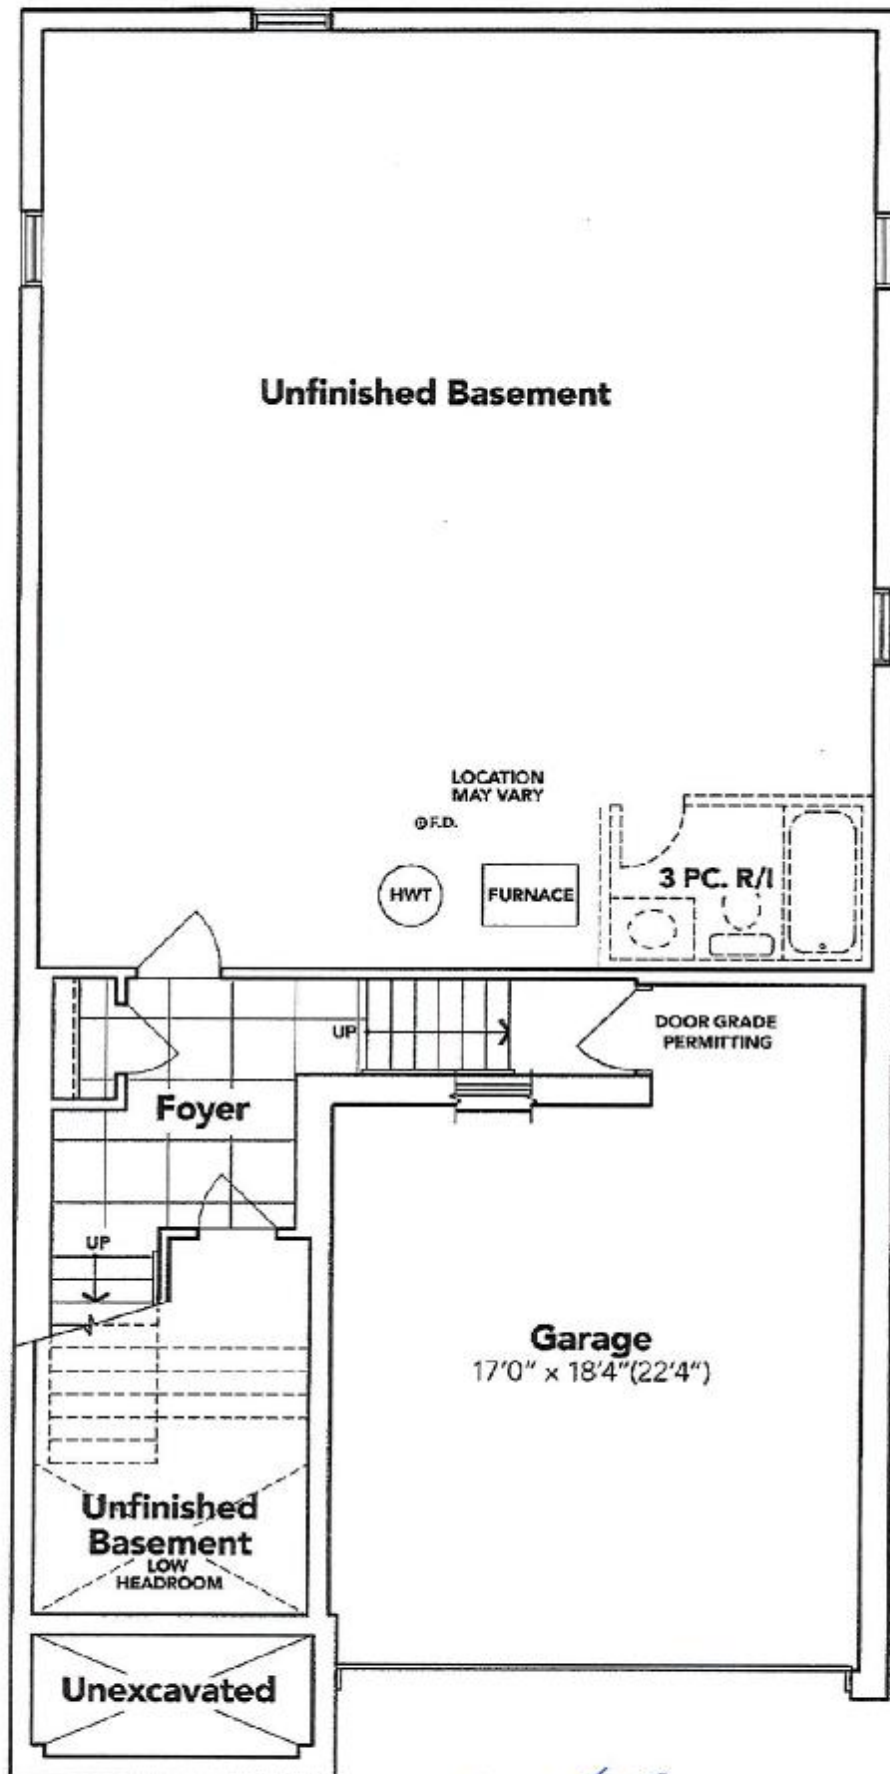 Unfinished Basement
LOCATION
MAY VARY
F.D.
HWT
FURNACE
3 PC. R/I
UP
DOOR GRADE
PERMITTING
Foyer
UP
Garage
17'0" x 18'4"(22'4")
Unfinished
Basement
LOW
HEADROOM
Unexcavated